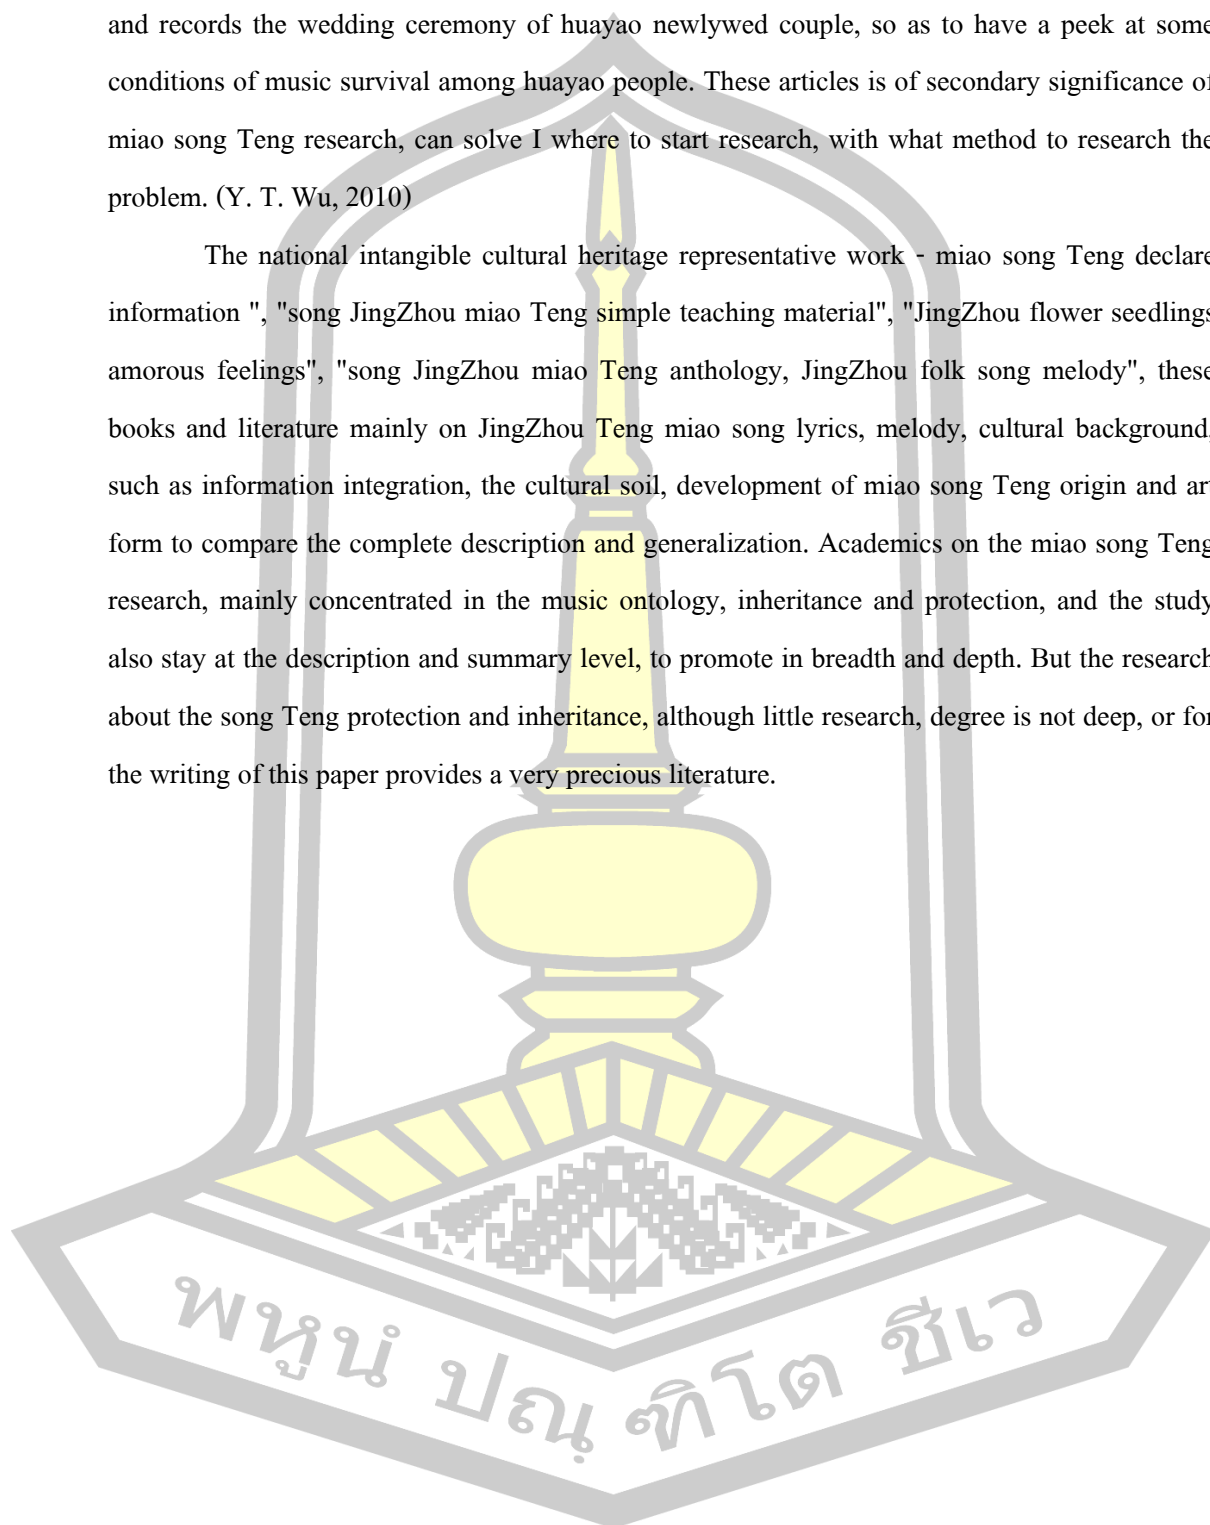 and records the wedding ceremony of huayao newlywed couple, so as to have a peek at some
conditions of music survival among huayao people. These articles is of secondary significance of
miao song Teng research, can solve I where to start research, with what method to research the
problem. (Y. T. Wu, 2010)
The national intangible cultural heritage representative work - miao song Teng declare
information ", "song JingZhou miao Teng simple teaching material", "JingZhou flower seedlings
amorous feelings", "song JingZhou miao Teng anthology, JingZhou folk song melody", these
books and literature mainly on JingZhou Teng miao song lyrics, melody, cultural background,
such as information integration, the cultural soil, development of miao song Teng origin and art
form to compare the complete description and generalization. Academics on the miao song Teng
research, mainly concentrated in the music ontology, inheritance and protection, and the study
also stay at the description and summary level, to promote in breadth and depth. But the research
about the song Teng protection and inheritance, although little research, degree is not deep, or for
the writing of this paper provides a very precious literature.
พหูนํ ปณฺฑิโต ชีเว